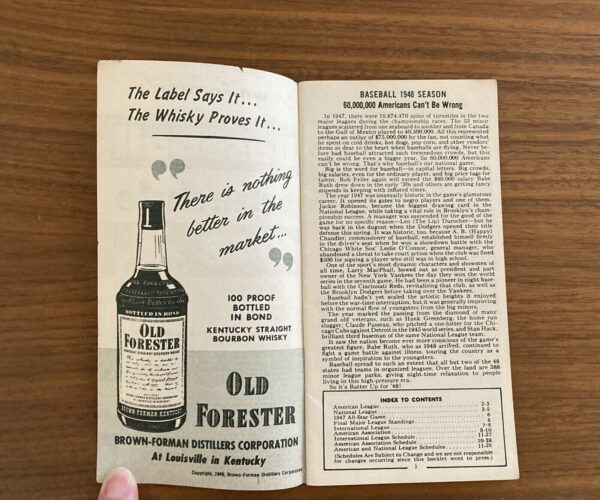 The Label Says It...
The Whisky Proves It...
"There is nothing
better in the
market..."
100 PROOF
BOTTLED
IN BOND
KENTUCKY STRAIGHT
BOURBON WHISKY
BOTTLED IN BOND
OLD
FORESTER
KENTUCKY STRAIGHT BOURBON WHISKY
BROWN-FORMAN KENTUCKY
OLD
FORESTER
BROWN-FORMAN DISTILLERS CORPORATION
At Louisville in Kentucky
Copyright, 1948, Brown-Forman Distillers Corporation
BASEBALL 1948 SEASON
60,000,000 Americans Can't Be Wrong
In 1947, there were 19,874,470 spins of turnstiles in the two
major leagues during the championship races. The 53 minor
leagues scattered from one seaboard to another and from Canada
to the Gulf of Mexico played to 40,500,000. All this represented
perhaps an outlay of $75,000,000 by the fan, not counting what
he spent on cold drinks, hot dogs, pop corn, and other vendors'
items so dear to the heart when baseballs are flying. Never be-
fore had baseball attracted such tremendous crowds, but this
easily could be even a bigger year. So 60,000,000 Americans
can't be wrong. That's why baseball's our national game.
Big is the word for baseball—in capital letters. Big crowds,
big salaries, even for the ordinary player, and big price tags for
talent. Bob Feller again will exceed the $80,000 salary Babe
Ruth drew down in the early '30s and others are getting fancy
stipends in keeping with inflated times.
The year 1947 was unusually historic in the game's glamorous
career. It opened its gates to negro players and one of them,
Jackie Robinson, became the biggest drawing card in the
National League, while taking a vital role in Brooklyn's cham-
pionship success. A manager was suspended for the good of the
game for no specific reason—Leo (The Lip) Durocher—but he
was back in the dugout when the Dodgers opened their title
defense this spring. It was historic, too, because A. B. (Happy)
Chandler, commissioner of baseball, established himself firmly
in the driver's seat when he won a showdown battle with the
Chicago White Sox' Leslie O'Connor, general manager, who
abandoned a threat to take court action when the club was fined
$500 for signing a player who still was in high school.
One of the sport's most dynamic characters and showmen of
all time, Larry MacPhail, bowed out as president and part
owner of the New York Yankees the day they won the world
series in the seventh game. He had been a pioneer in night base-
ball with the Cincinnati Reds, revitalizing that club, as well as
the Brooklyn Dodgers before taking over the Yankees.
Baseball hadn't yet scaled the artistic heights it enjoyed
before the war-time interruption, but it was generally improving
with the normal flow of youngsters from the big minors.
The year marked the passing from the diamond of many
grand old veterans, such as Hank Greenberg, the home run
slugger; Claude Passeau, who pitched a one-hitter for the Chi-
cago Cubs against Detroit in the 1945 world series, and Stan Hack,
brilliant third baseman of the same National League team.
It saw the nation become ever more conscious of the game's
greatest figure, Babe Ruth, who as 1948 arrived, continued to
fight a game battle against illness, touring the country as a
symbol of inspiration to the youngsters.
Baseball spread to such an extent that all but two of the 48
states had teams in organized leagues. Over the land are 388
minor league parks, giving night-time relaxation to people
living in this high-pressure era.
So it's Butter Up for '48!
INDEX TO CONTENTS
American League 2-3
National League 3-5
1947 All-Star Game 6
Final Major League Standings 6
International League 7-8
American Association 8-10
International League Schedule 11-27
American Association Schedule 10-28
American and National League Schedules 11-28
(Schedules Are Subject to Change and we are not responsible
for changes occurring since this booklet went to press.)
1